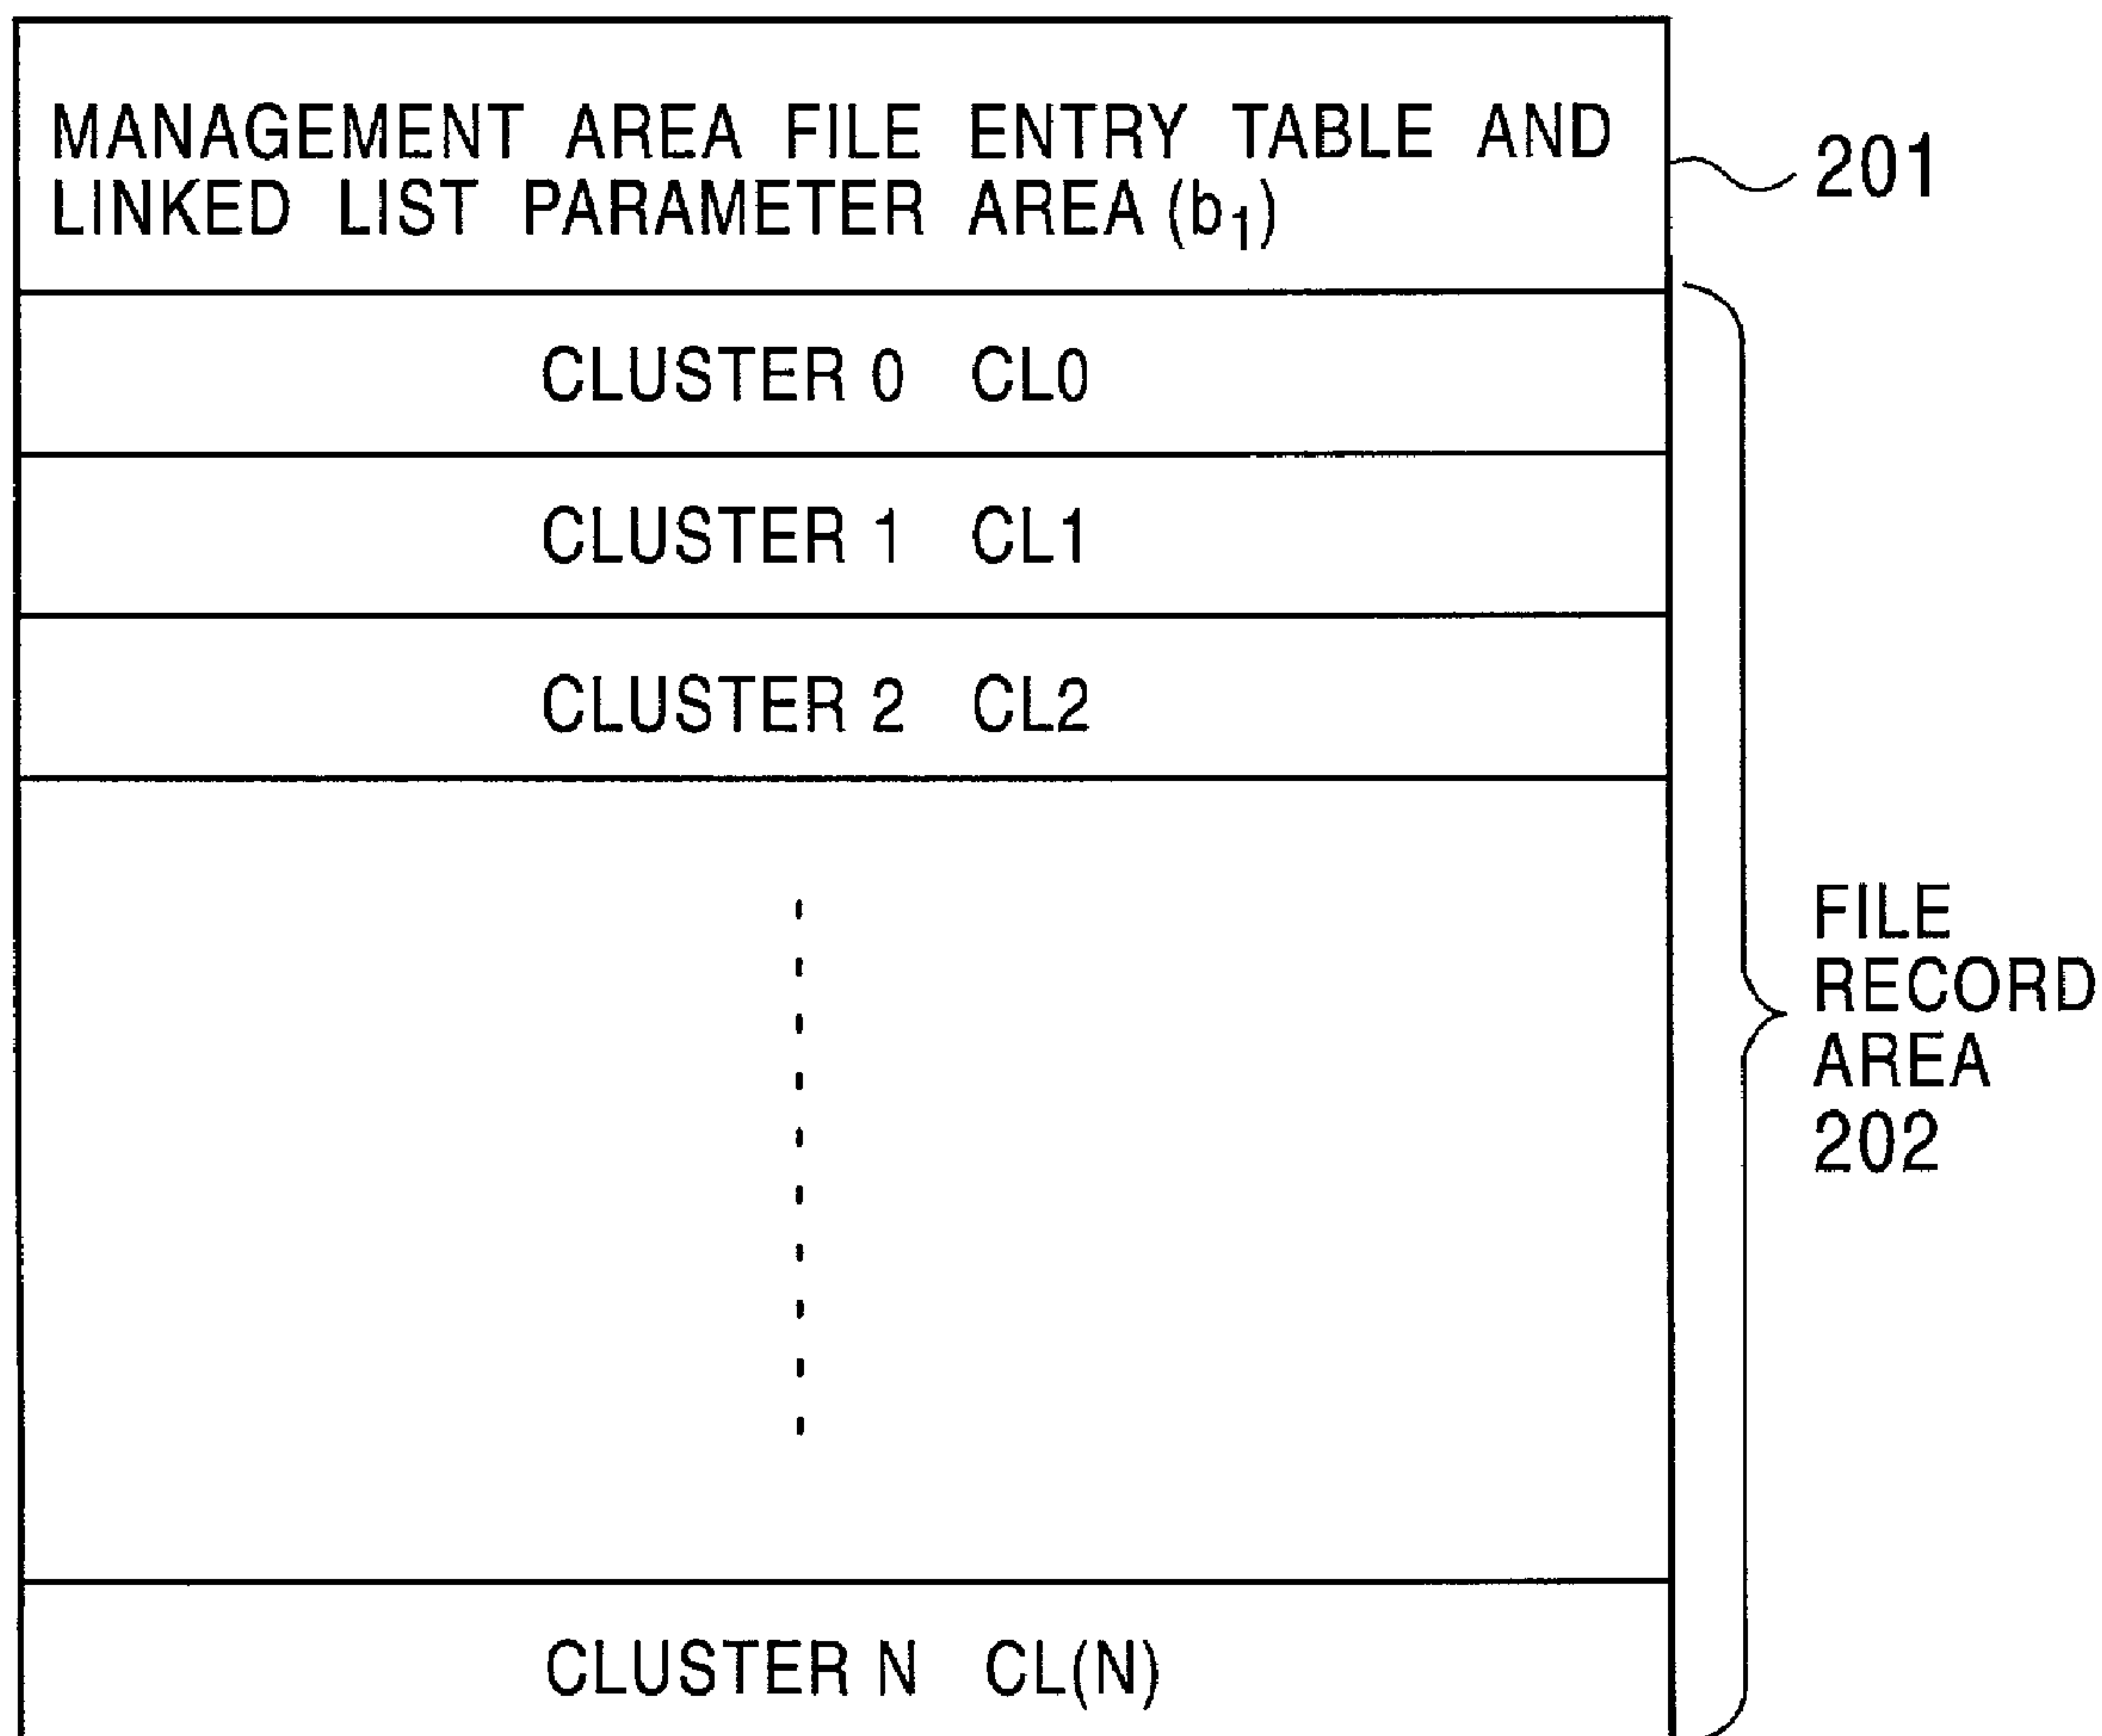 MANAGEMENT AREA FILE ENTRY TABLE AND
LINKED LIST PARAMETER AREA (b1)
201
CLUSTER 0 CL0
CLUSTER 1 CL1
CLUSTER 2 CL2
FILE
RECORD
AREA
202
CLUSTER N CL(N)